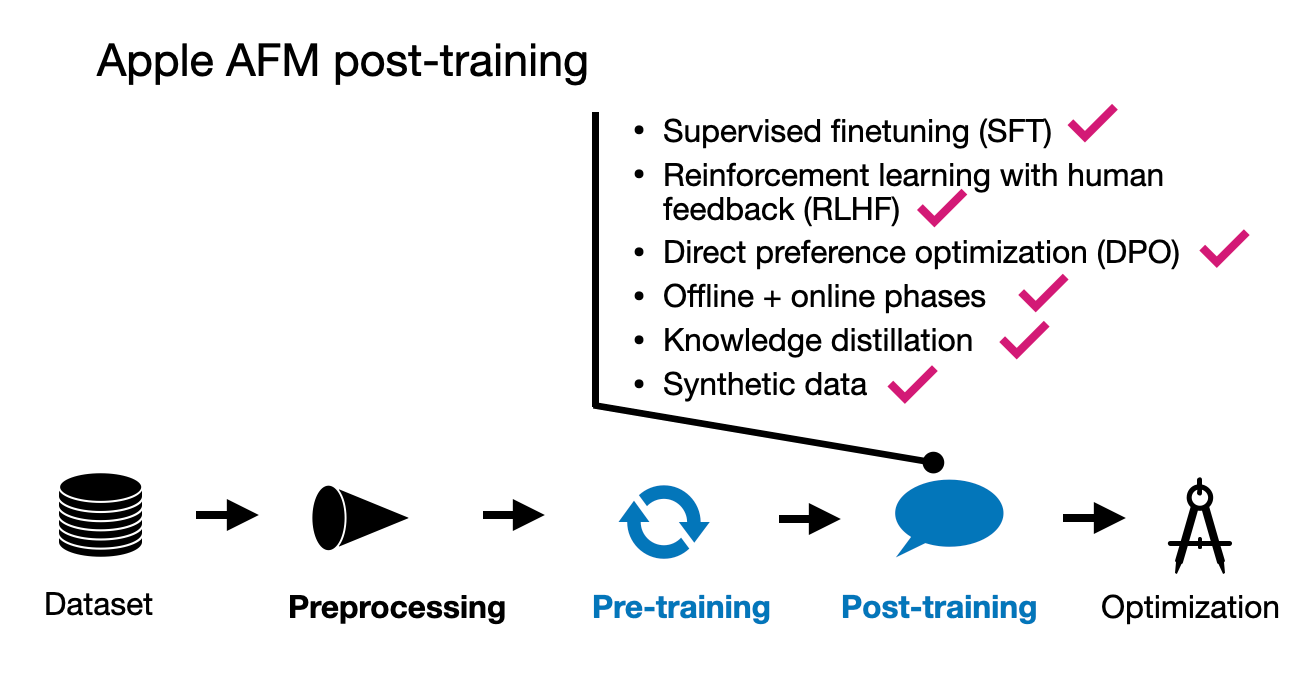 Apple AFM post-training
• Supervised finetuning (SFT)
• Reinforcement learning with human
feedback (RLHF)
• Direct preference optimization (DPO)
• Offline + online phases
• Knowledge distillation
• Synthetic data
Dataset
Preprocessing
Pre-training
Post-training
Optimization